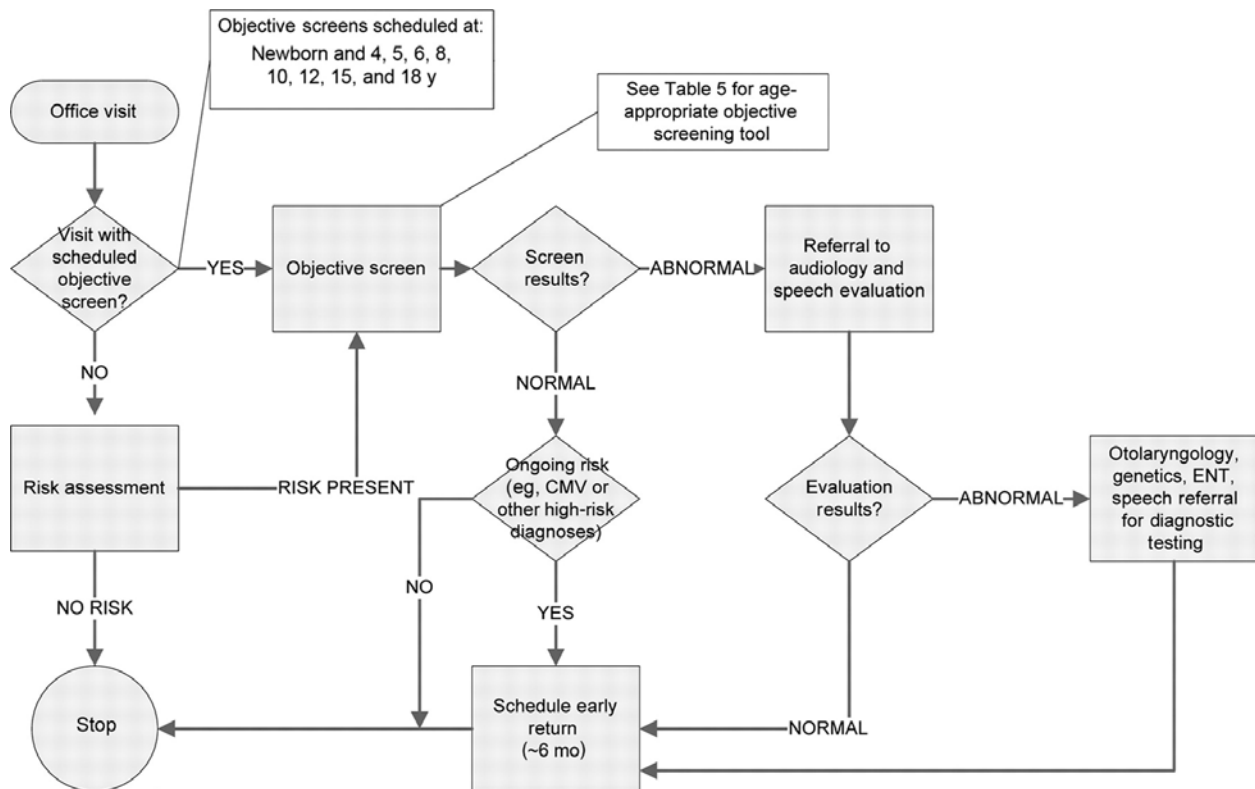 Objective screens scheduled at:
Newborn and 4, 5, 6, 8,
10, 12, 15, and 18 y
Office visit
See Table 5 for age-
appropriate objective
screening tool
Visit with
scheduled
objective
screen?
YES
Objective screen
Screen
results?
ABNORMAL
Referral to
audiology and
speech evaluation
NO
NORMAL
Risk assessment
RISK PRESENT
Ongoing risk
(eg, CMV or
other high-risk
diagnoses)
Evaluation
results?
ABNORMAL
Otolaryngology,
genetics, ENT,
speech referral
for diagnostic
testing
NO RISK
NO
YES
Stop
Schedule early
return
(~6 mo)
NORMAL